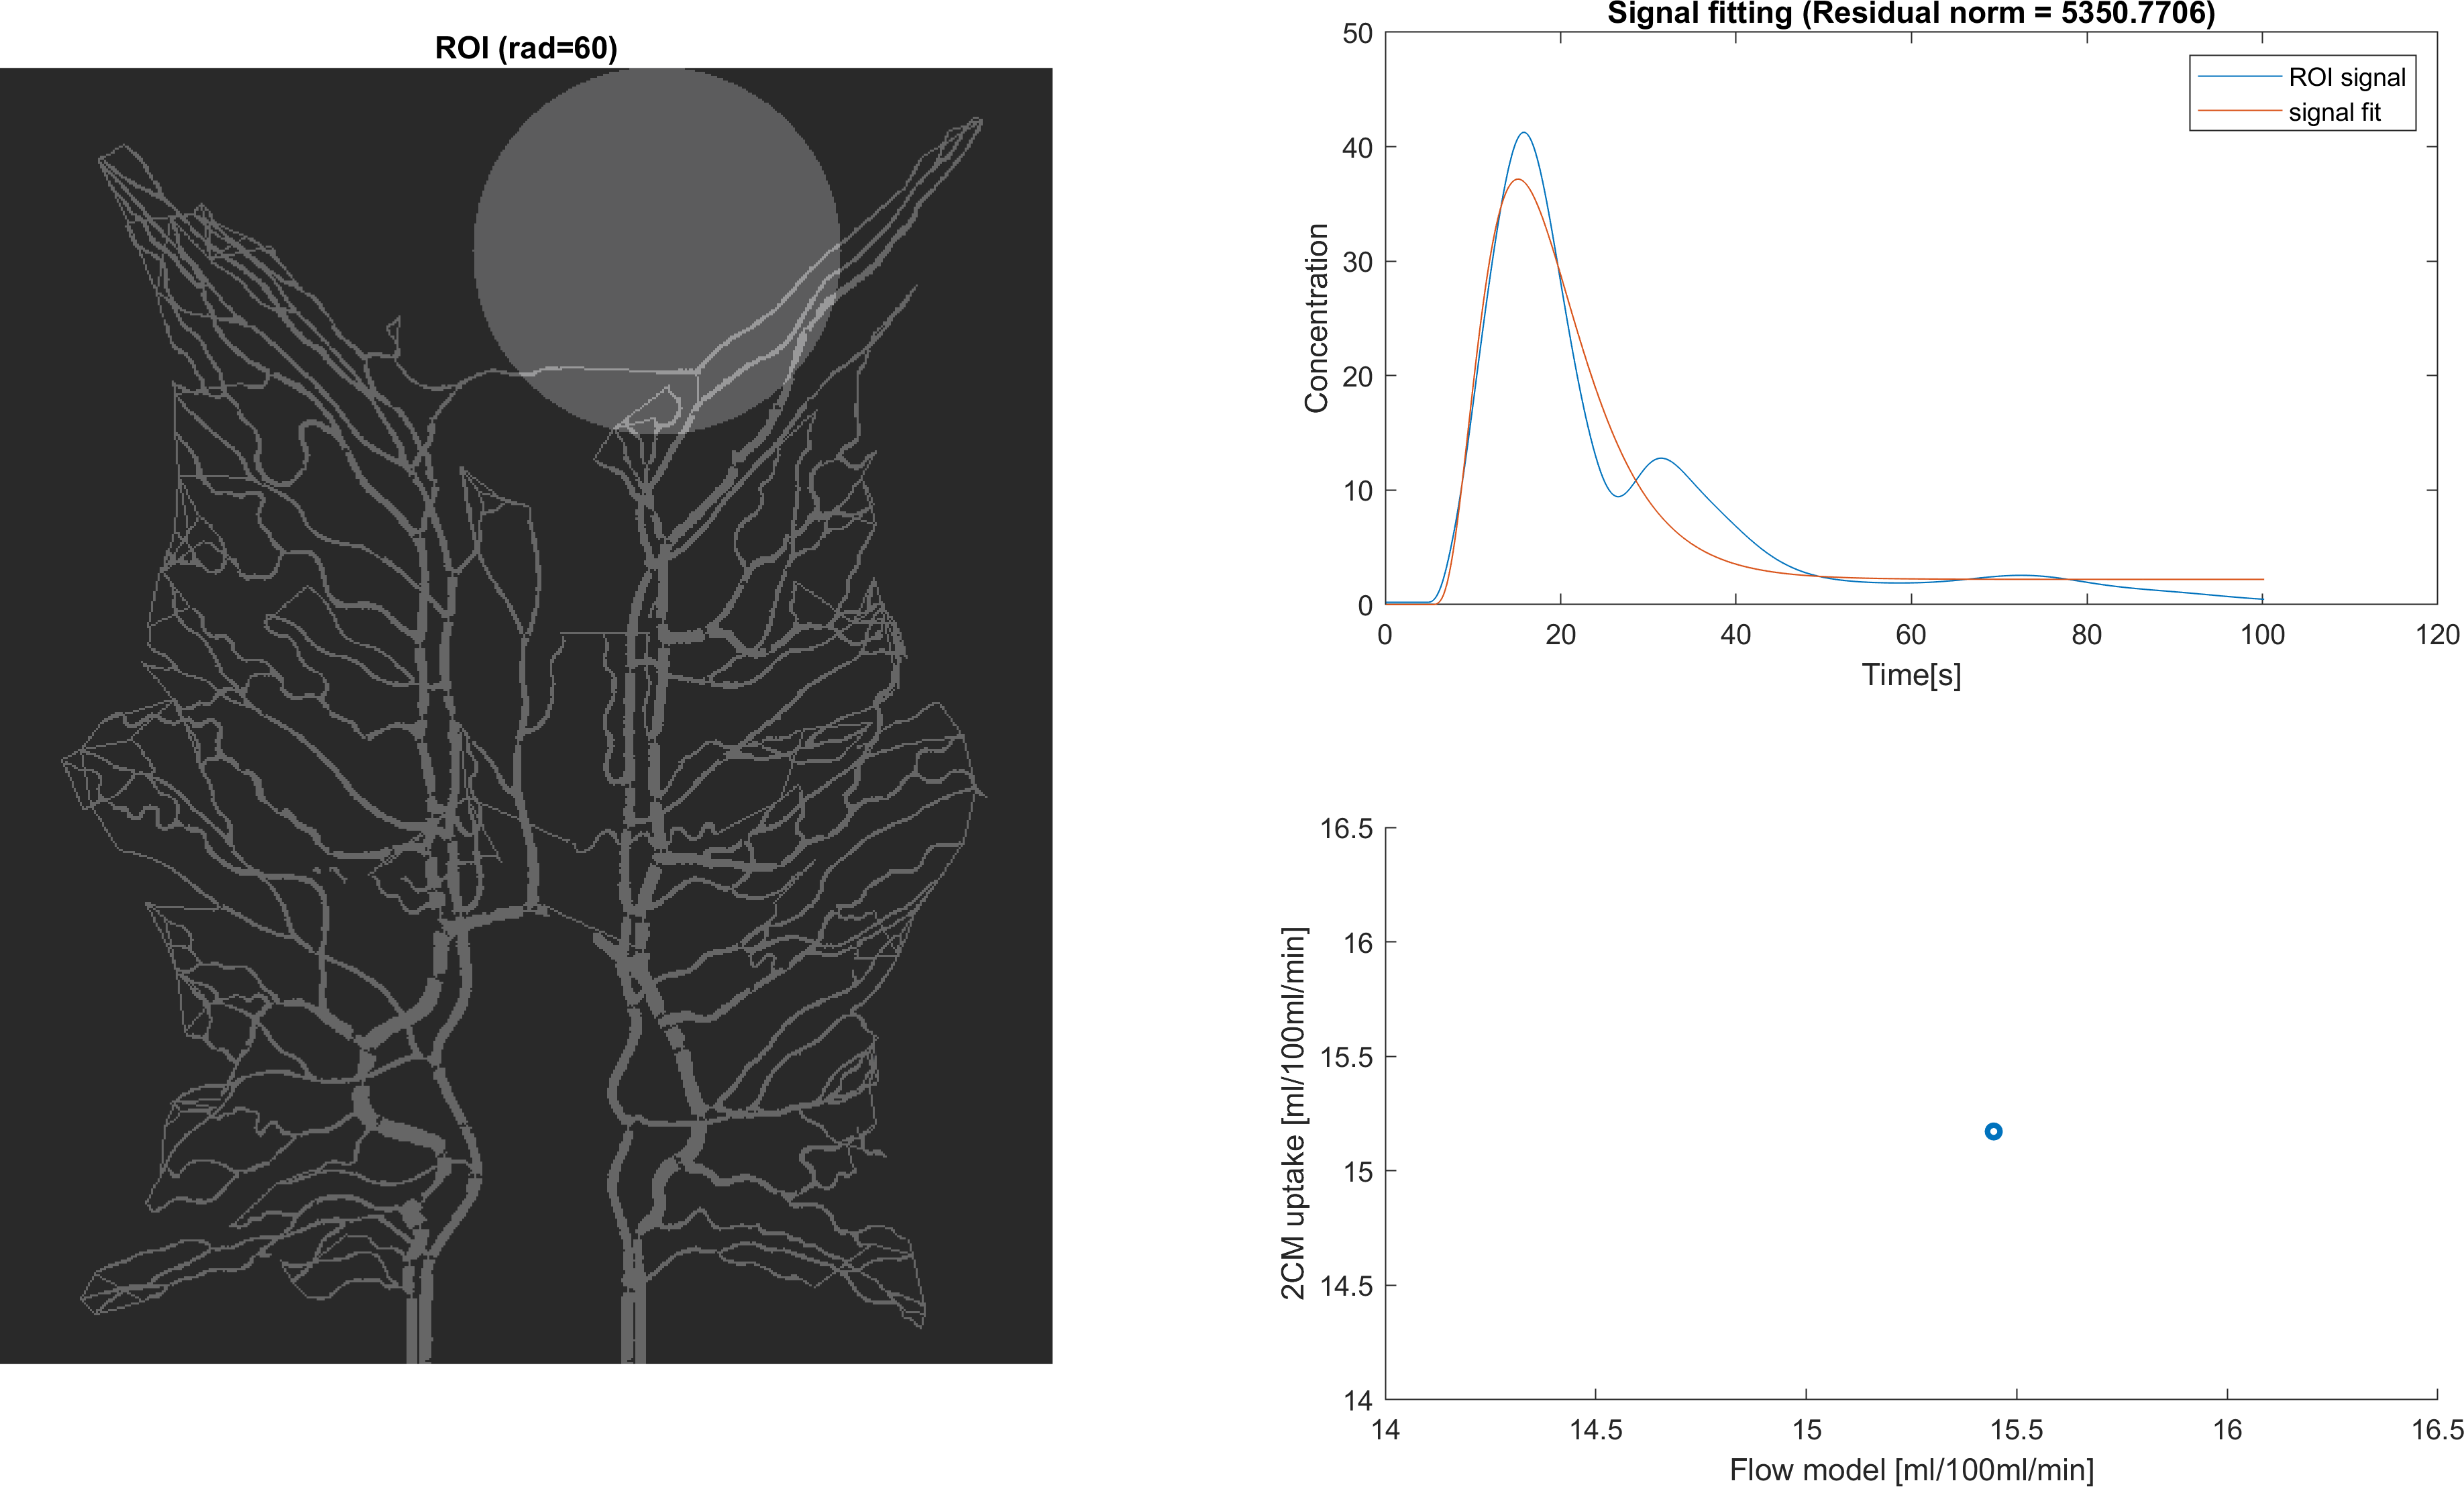 ROI (rad=60)
Signal fitting (Residual norm = 5350.7706)
50
40
30
20
10
0
Concentration
ROI signal
signal fit
0 20 40 60 80 100 120
Time[s]
16.5
16
15.5
15
14.5
14
2CM uptake [ml/100ml/min]
14 14.5 15 15.5 16 16.5
Flow model [ml/100ml/min]